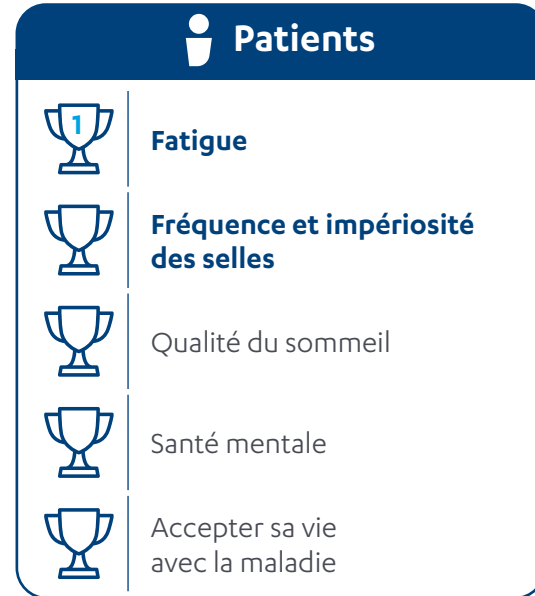 Patients
1
Fatigue
Fréquence et impériosité
des selles
Qualité du sommeil
Santé mentale
Accepter sa vie
avec la maladie